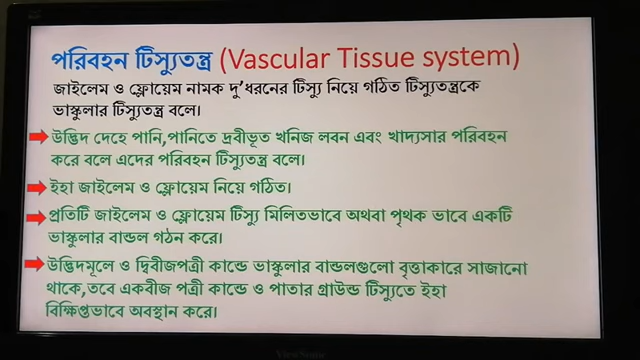 পরিবহন টিস্যুতন্ত্র (Vascular Tissue system)
জাইলেম ও ফ্লোয়েম নামক দু'ধরনের টিস্যু নিয়ে গঠিত টিস্যুতন্ত্রকে
ভাস্কুলার টিস্যুতন্ত্র বলে।
উদ্ভিদ দেহে পানি,পানিতে দ্রবীভূত খনিজ লবন এবং খাদ্যসার পরিবহন
করে বলে এদের পরিবহন টিস্যুতন্ত্র বলে।
ইহা জাইলেম ও ফ্লোয়েম নিয়ে গঠিত।
প্রতিটি জাইলেম ও ফ্লোয়েম টিস্যু মিলিতভাবে অথবা পৃথক ভাবে একটি
ভাস্কুলার বান্ডল গঠন করে।
উদ্ভিদমূলে ও দ্বিবীজপত্রী কান্ডে ভাস্কুলার বান্ডলগুলো বৃত্তাকারে সাজানো
থাকে,তবে একবীজ পত্রী কান্ডে ও পাতার গ্রাউন্ড টিস্যুতে ইহা
বিক্ষিপ্তভাবে অবস্থান করে।
ViewSonic